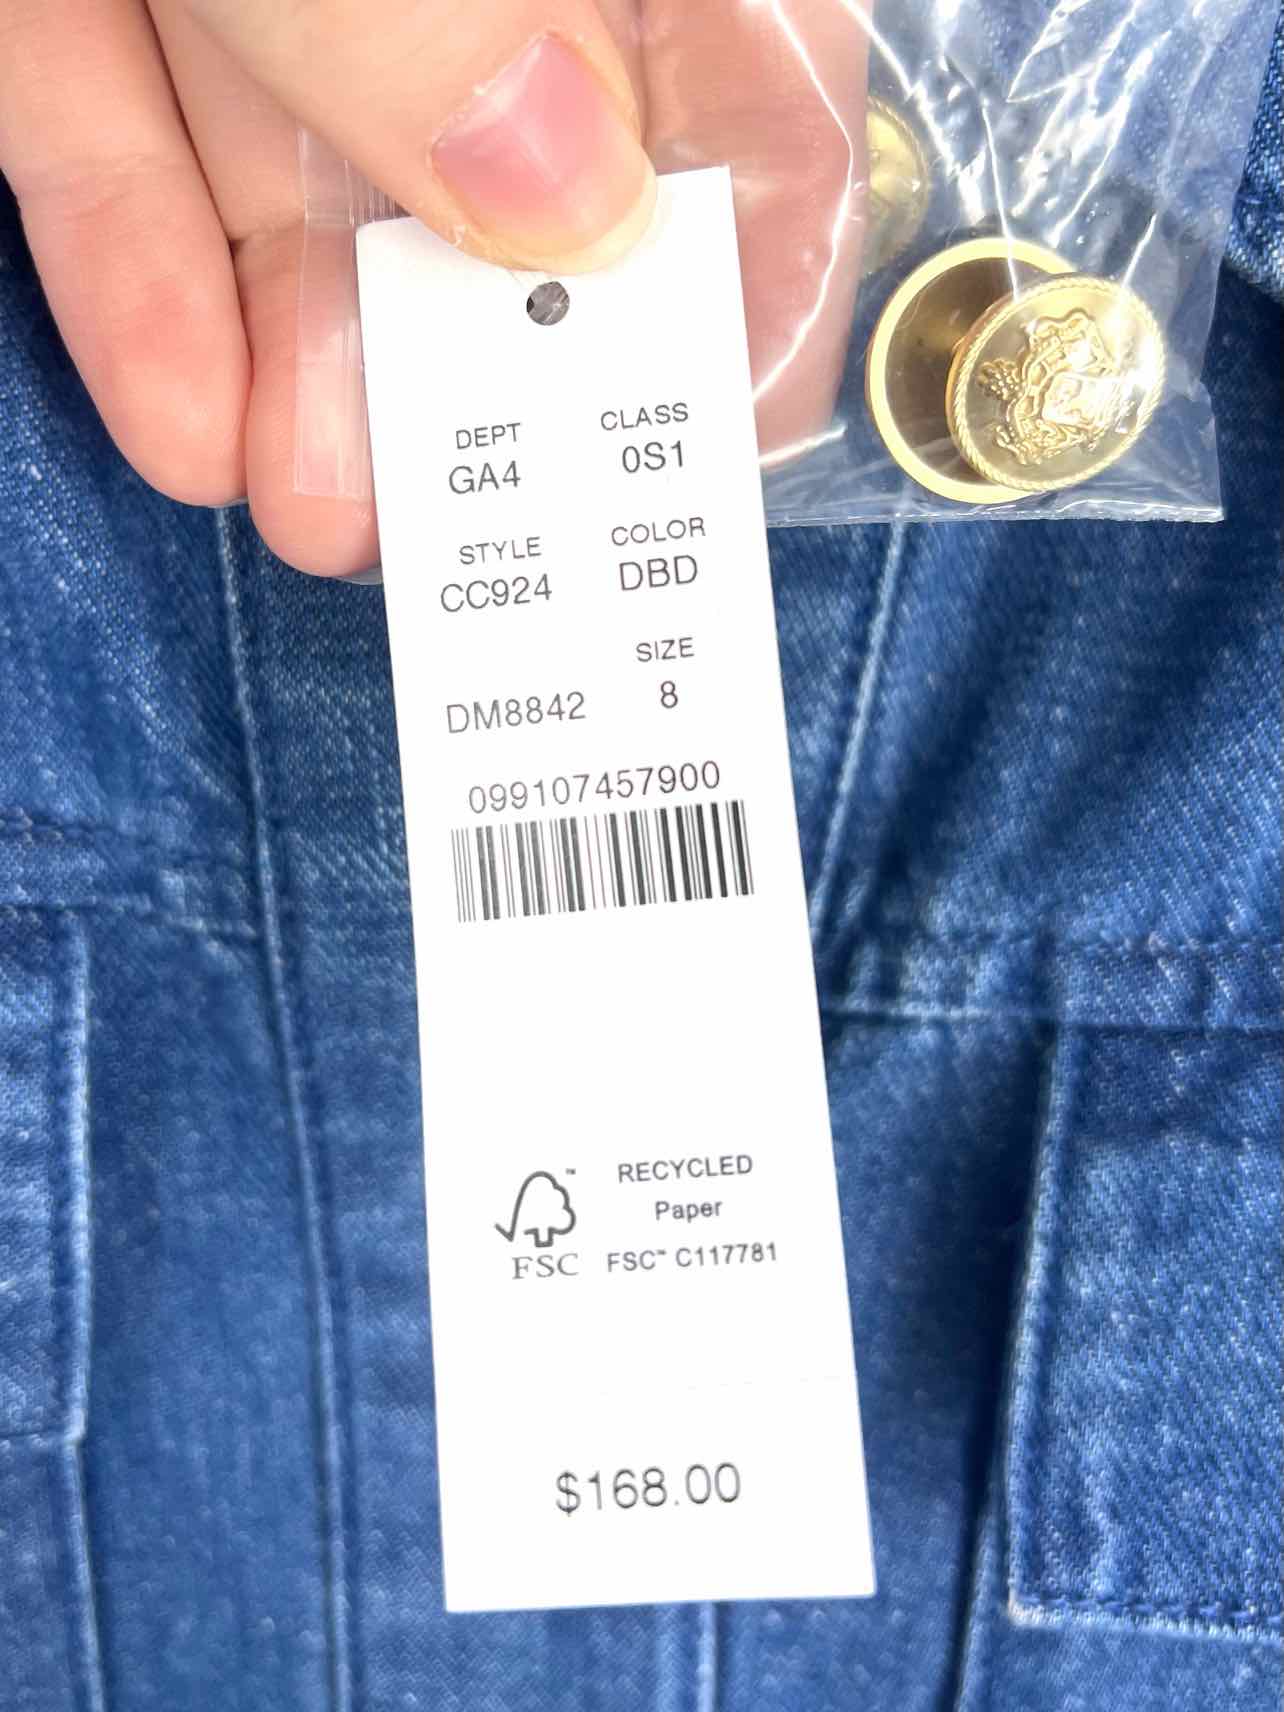 DEPT CLASS
GA4 0S1
STYLE COLOR
CC924 DBD
SIZE
DM8842 8
099107457900
RECYCLED
Paper
FSC FSC™ C117781
™
$168.00